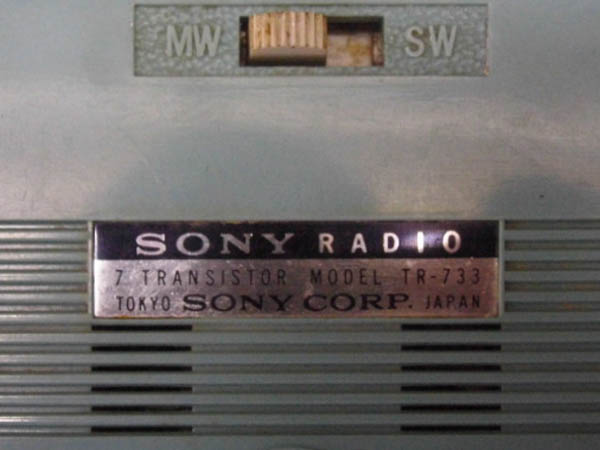 MW SW
SONY RADIO
7 TRANSISTOR MODEL TR-733
TOKYO SONY CORP. JAPAN